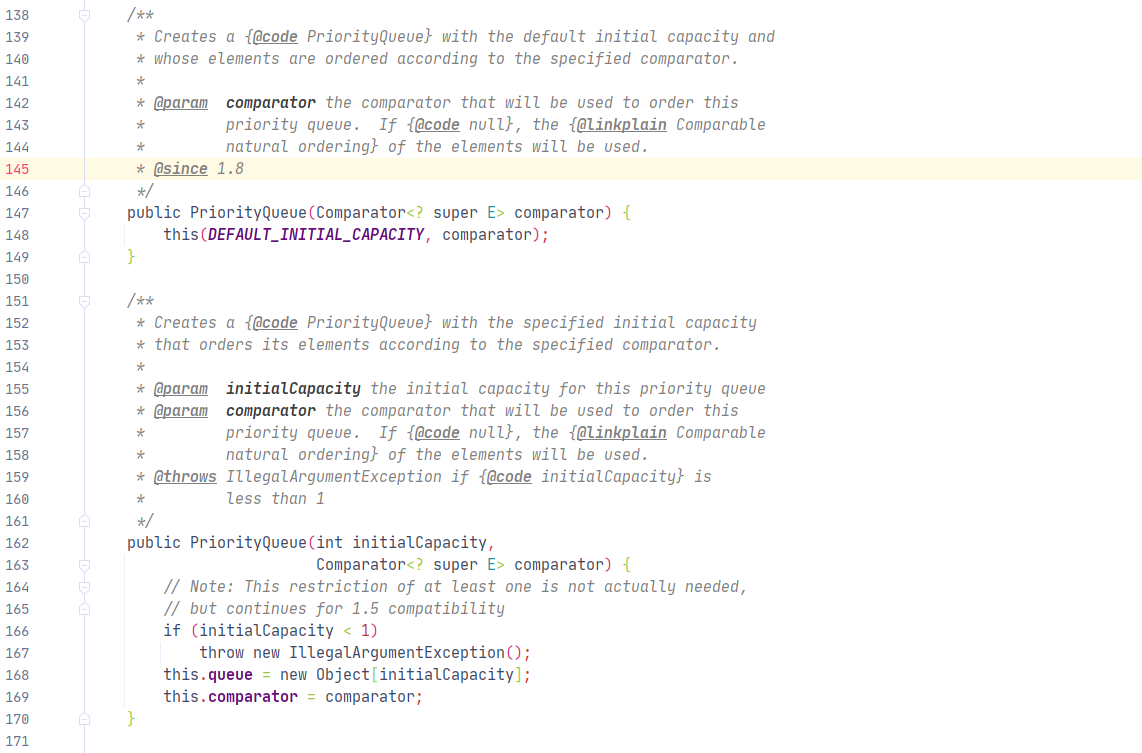 138 /**
139 * Creates a {@code PriorityQueue} with the default initial capacity and
140 * whose elements are ordered according to the specified comparator.
141 *
142 * @param  comparator the comparator that will be used to order this
143 *         priority queue.  If {@code null}, the {@linkplain Comparable
144 *         natural ordering} of the elements will be used.
145 * @since 1.8
146 */
147 public PriorityQueue(Comparator<? super E> comparator) {
148     this(DEFAULT_INITIAL_CAPACITY, comparator);
149 }
150
151 /**
152 * Creates a {@code PriorityQueue} with the specified initial capacity
153 * that orders its elements according to the specified comparator.
154 *
155 * @param  initialCapacity the initial capacity for this priority queue
156 * @param  comparator the comparator that will be used to order this
157 *         priority queue.  If {@code null}, the {@linkplain Comparable
158 *         natural ordering} of the elements will be used.
159 * @throws IllegalArgumentException if {@code initialCapacity} is
160 *         less than 1
161 */
162 public PriorityQueue(int initialCapacity,
163                      Comparator<? super E> comparator) {
164     // Note: This restriction of at least one is not actually needed,
165     // but continues for 1.5 compatibility
166     if (initialCapacity < 1)
167         throw new IllegalArgumentException();
168     this.queue = new Object[initialCapacity];
169     this.comparator = comparator;
170 }
171